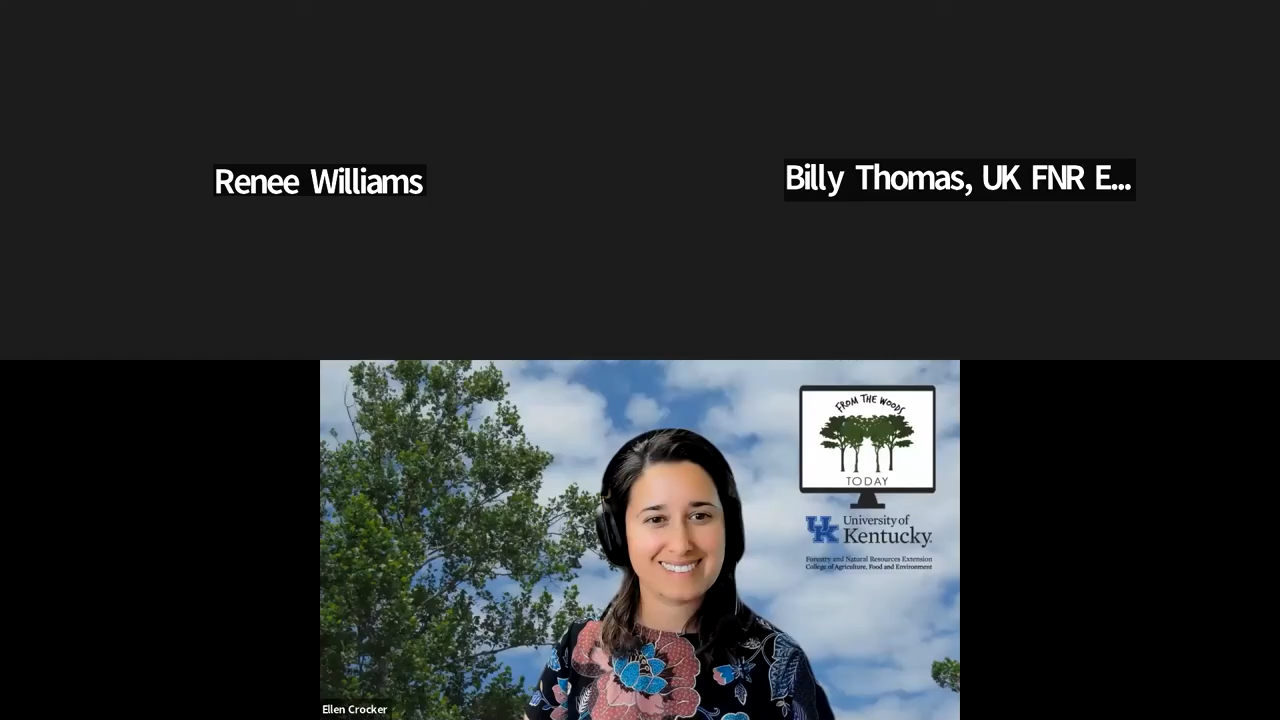 Renee Williams
Billy Thomas, UK FNR E...
FROM THE WOODS
TODAY
UK
University of
Kentucky.
Forestry and Natural Resources Extension
College of Agriculture, Food and Environment
Ellen Crocker